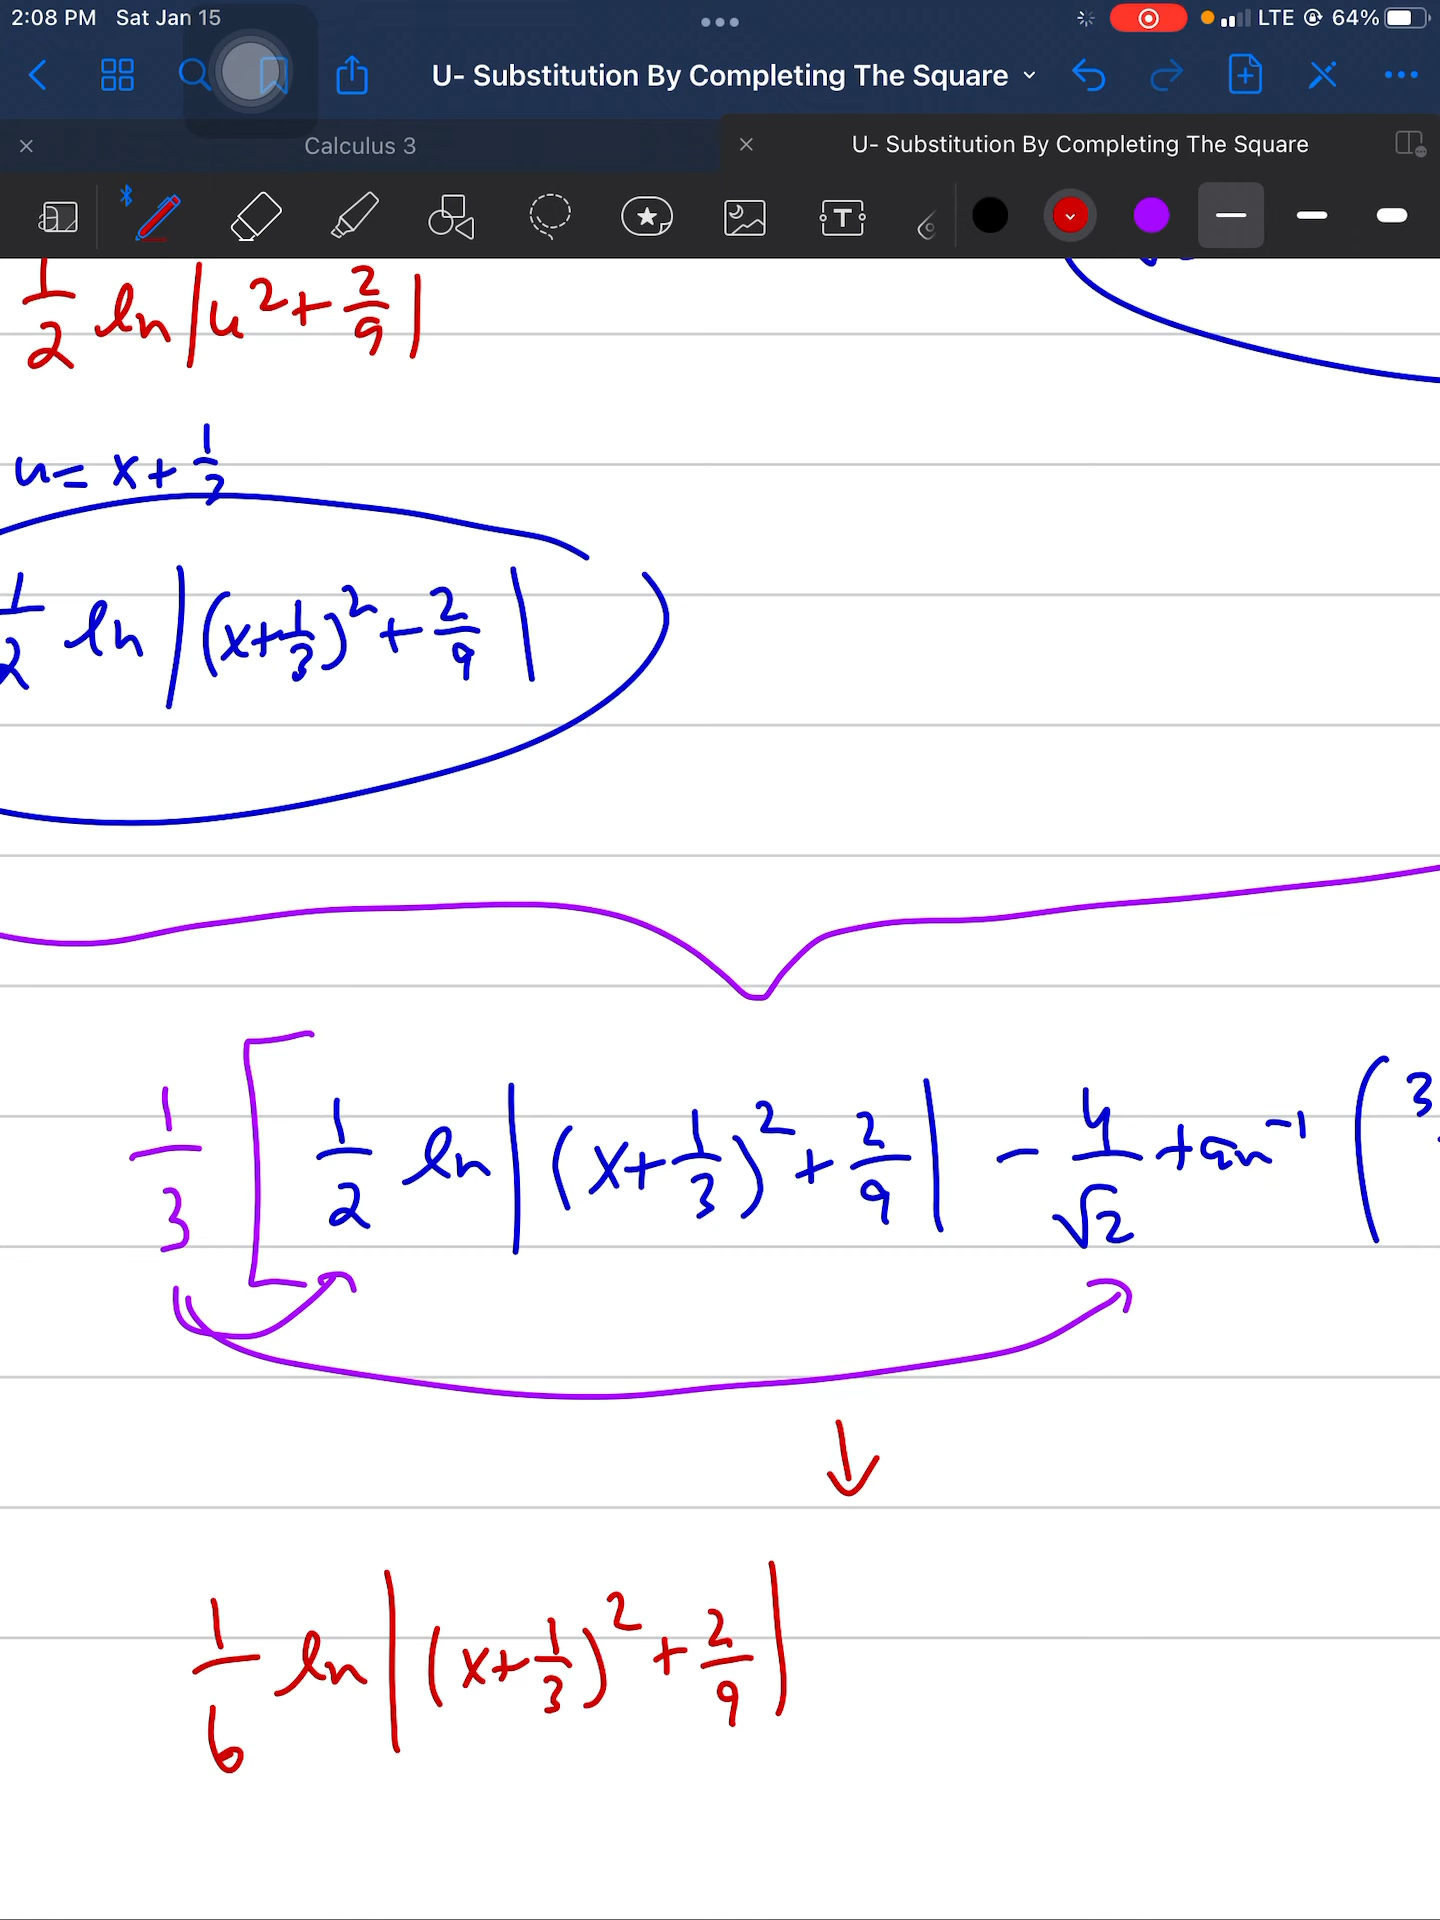 2:08 PM Sat Jan 15 LTE 64%
U- Substitution By Completing The Square
Calculus 3
U- Substitution By Completing The Square
1/2 ln|u² + 2/9|
u = x + 1/3
1/2 ln|(x+1/3)² + 2/9|
1/3 [ 1/2 ln|(x+1/3)² + 2/9| - 4/√2 tan⁻¹ ( 3
1/6 ln|(x+1/3)² + 2/9|